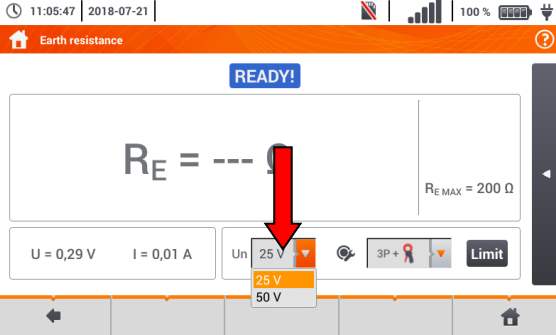 11:05:47 2018-07-21 100 %
Earth resistance ?
READY!
RE = --- Ω
RE MAX = 200 Ω
U = 0,29 V I = 0,01 A Un 25 V 3P + Limit
25 V
50 V